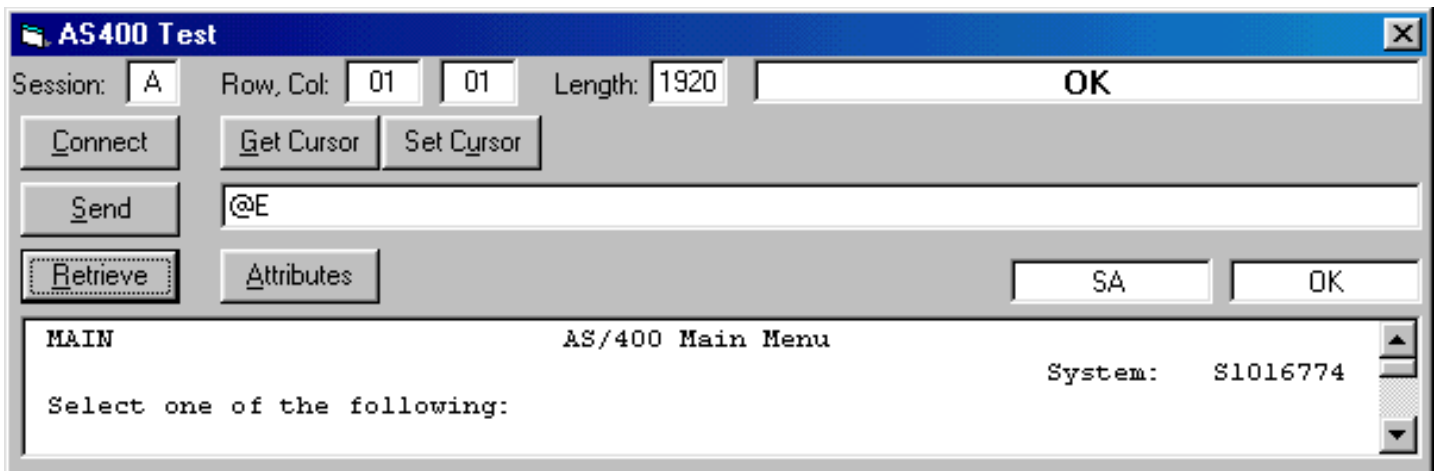 AS400 Test
Session: A Row, Col: 01 01 Length: 1920 OK
Connect Get Cursor Set Cursor
Send @E
Retrieve Attributes SA OK
MAIN AS/400 Main Menu
System: S1016774
Select one of the following: